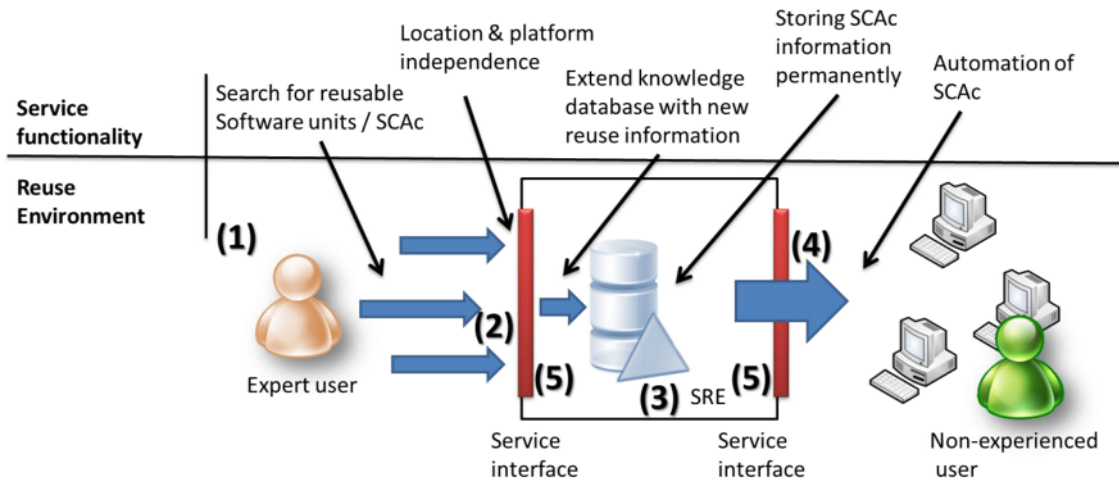 Storing SCAc
information
permanently
Location & platform
independence
Automation of
SCAc
Extend knowledge
database with new
reuse information
Search for reusable
Software units / SCAc
Service
functionality
Reuse
Environment
(1)
(4)
(2)
(5)
(3)
SRE
(5)
Expert user
Service
interface
Service
interface
Non-experienced
user